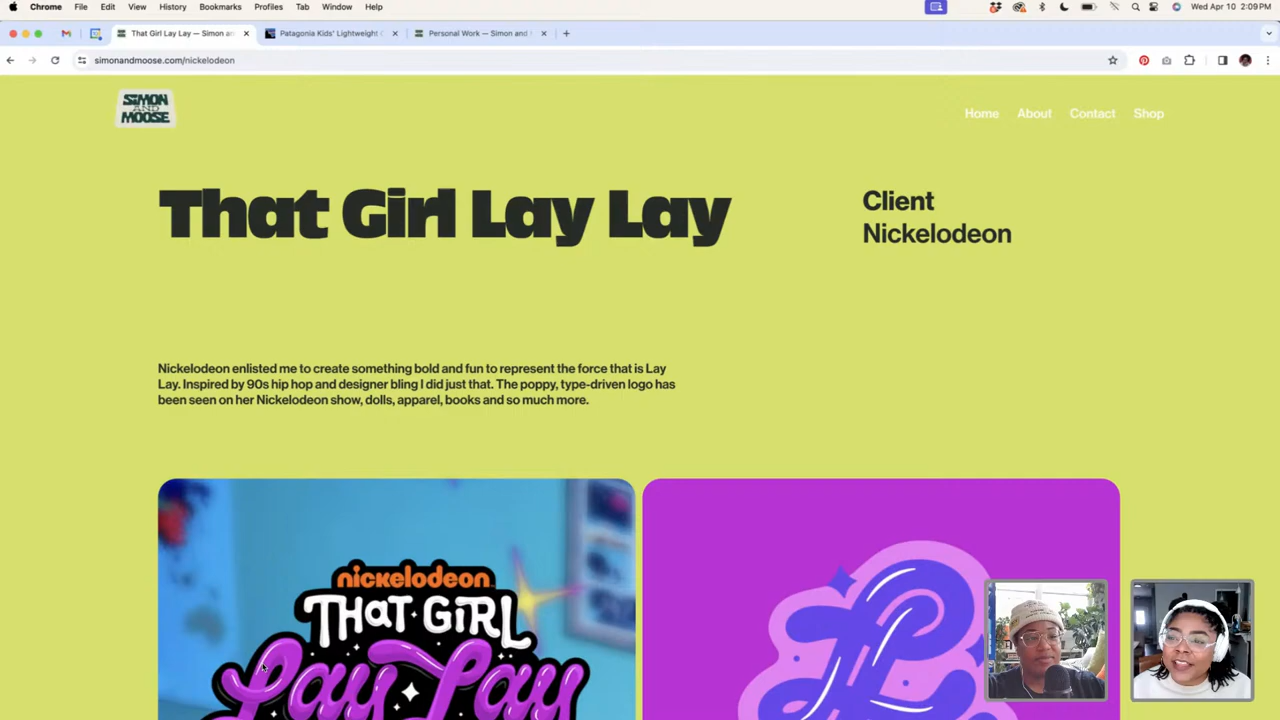 Chrome File Edit View History Bookmarks Profiles Tab Window Help
Wed Apr 10 2:09 PM
That Girl Lay Lay — Simon an
Patagonia Kids' Lightweight
Personal Work — Simon and
simonandmoose.com/nickelodeon
SIMON
AND
MOOSE
Home About Contact Shop
That Girl Lay Lay
Client
Nickelodeon
Nickelodeon enlisted me to create something bold and fun to represent the force that is Lay
Lay. Inspired by 90s hip hop and designer bling I did just that. The poppy, type-driven logo has
been seen on her Nickelodeon show, dolls, apparel, books and so much more.
nickelodeon
THAT GIRL
Lay Lay